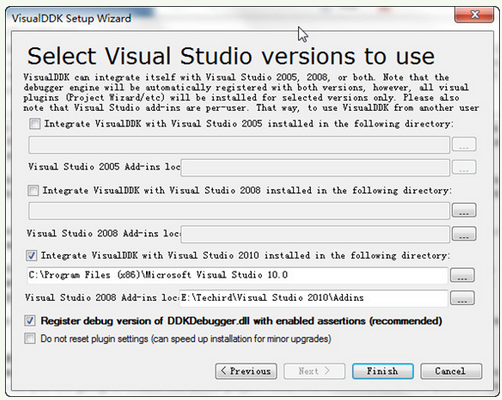 VisualDDK Setup Wizard
Select Visual Studio versions to use
VisualDDK can integrate itself with Visual Studio 2005, 2008, or both. Note that the
debugger engine will be automatically registered with both versions, however, all visual
plugins (Project Wizard/etc) will be installed for selected versions only. Please also
note that Visual Studio add-ins are per-user. That way, to use VisualDDK from another user
Integrate VisualDDK with Visual Studio 2005 installed in the following directory:
...
Visual Studio 2005 Add-ins loc
...
Integrate VisualDDK with Visual Studio 2008 installed in the following directory:
...
Visual Studio 2008 Add-ins loc
...
Integrate VisualDDK with Visual Studio 2010 installed in the following directory:
C:\Program Files (x86)\Microsoft Visual Studio 10.0
...
Visual Studio 2008 Add-ins loc E:\Techird\Visual Studio 2010\Addins
...
Register debug version of DDKDebugger.dll with enabled assertions (recommended)
Do not reset plugin settings (can speed up installation for minor upgrades)
< Previous Next > Finish Cancel